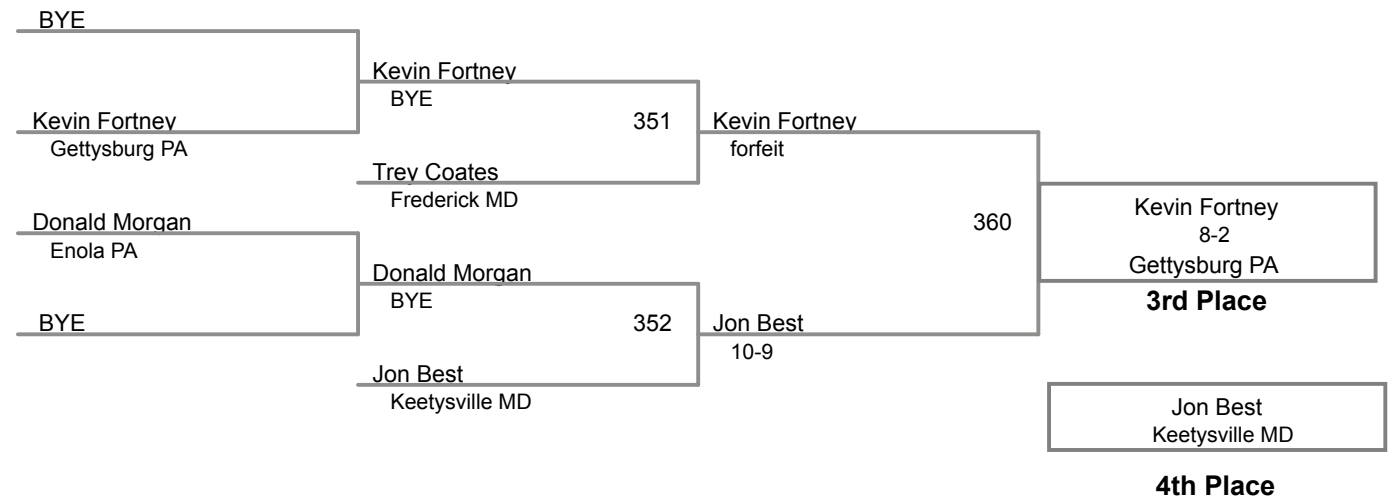 BYE
Kevin Fortney
BYE
Kevin Fortney
Gettysburg PA
351
Kevin Fortney
forfeit
Trey Coates
Frederick MD
Donald Morgan
Enola PA
360
Kevin Fortney
8-2
Gettysburg PA
3rd Place
Donald Morgan
BYE
BYE
352
Jon Best
10-9
Jon Best
Keetysville MD
Jon Best
Keetysville MD
4th Place